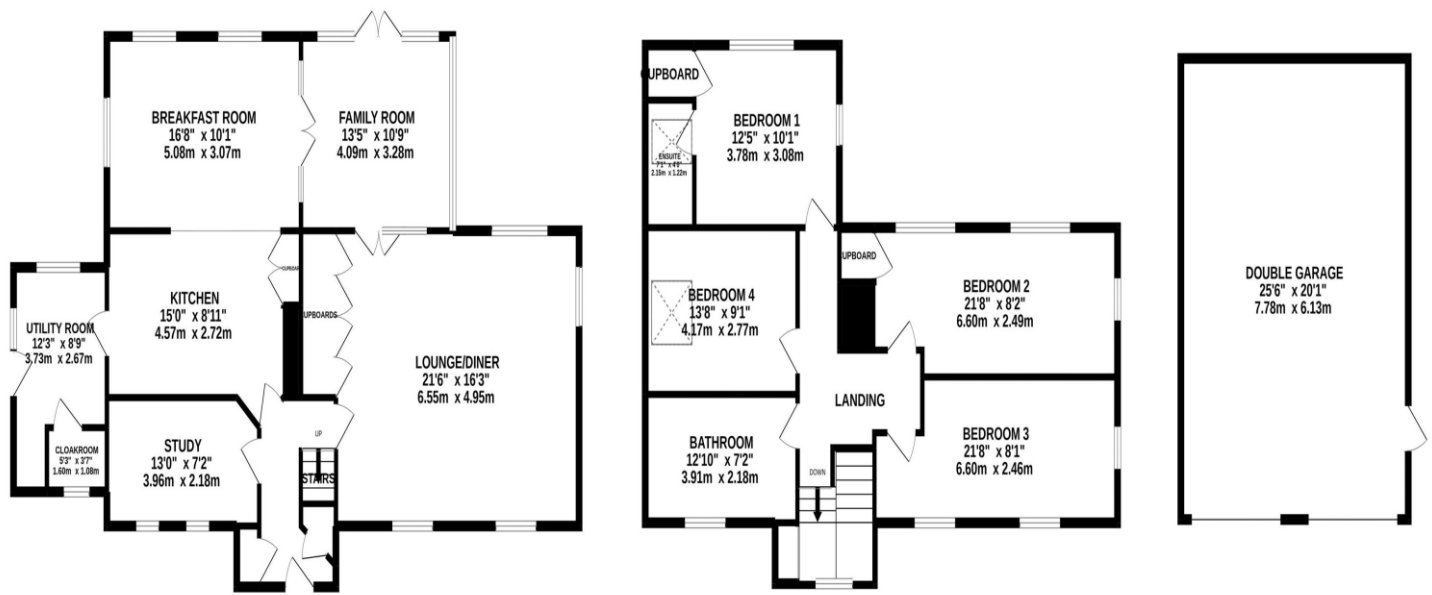 BREAKFAST ROOM
16'8" x 10'1"
5.08m x 3.07m
FAMILY ROOM
13'5" x 10'9"
4.09m x 3.28m
KITCHEN
15'0" x 8'11"
4.57m x 2.72m
UTILITY ROOM
12'3" x 8'9"
3.73m x 2.67m
UPBOARDS
LOUNGE/DINER
21'6" x 16'3"
6.55m x 4.95m
STUDY
13'0" x 7'2"
3.96m x 2.18m
CLOAKROOM
5'3" x 3'7"
1.60m x 1.08m
UP
STAIRS
CUPBOARD
BEDROOM 1
12'5" x 10'1"
3.78m x 3.08m
ENSUITE
2.16m x 1.22m
BEDROOM 4
13'8" x 9'1"
4.17m x 2.77m
UPBOARD
BEDROOM 2
21'8" x 8'2"
6.60m x 2.49m
LANDING
BATHROOM
12'10" x 7'2"
3.91m x 2.18m
BEDROOM 3
21'8" x 8'1"
6.60m x 2.46m
DOWN
DOUBLE GARAGE
25'6" x 20'1"
7.78m x 6.13m